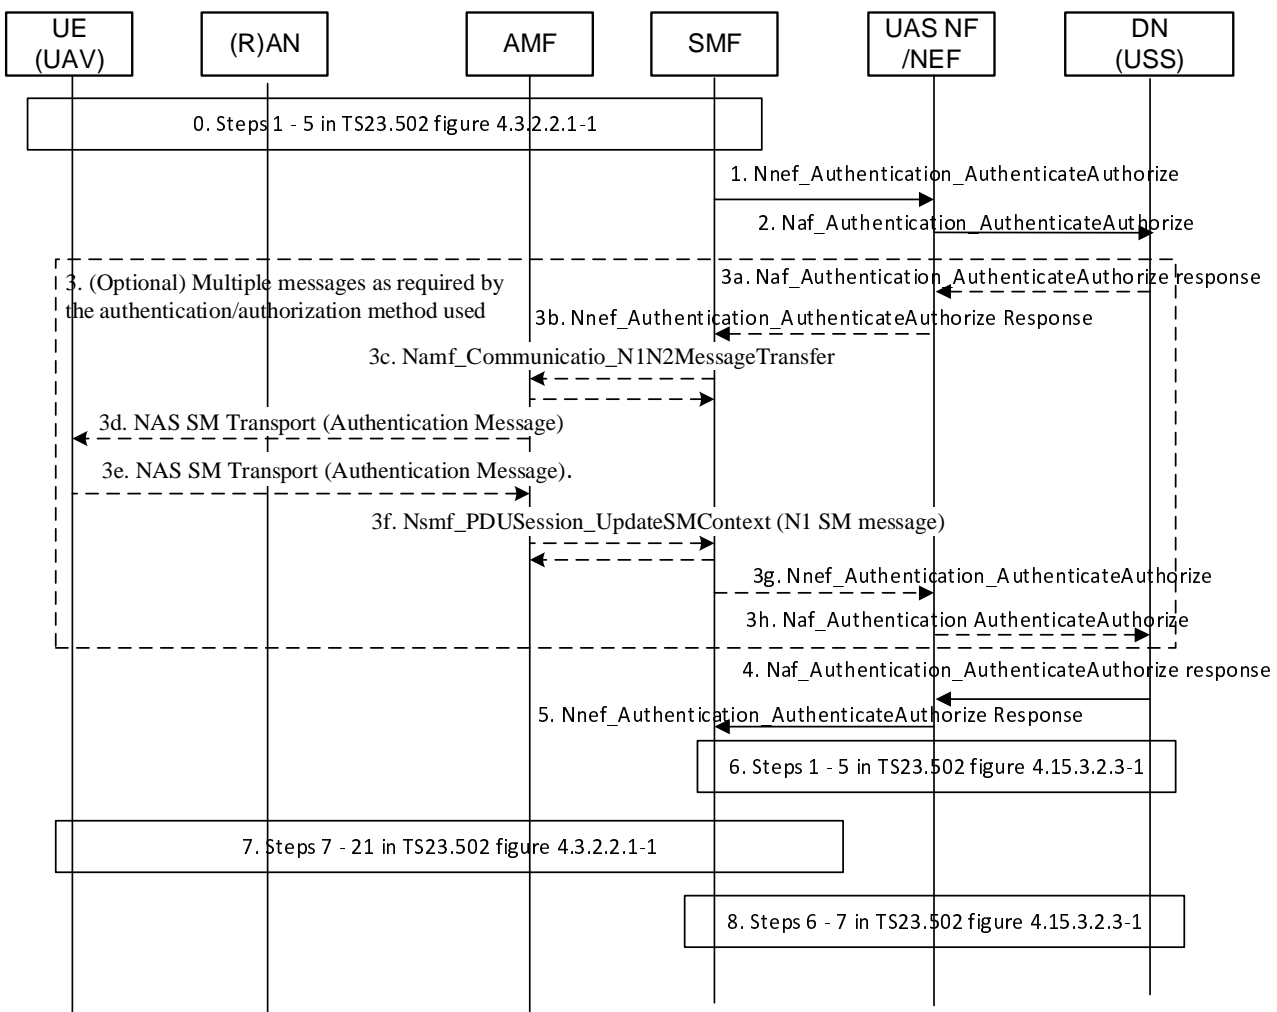 UE
(UAV)
(R)AN
AMF
SMF
UAS NF
/NEF
DN
(USS)
0. Steps 1 - 5 in TS23.502 figure 4.3.2.2.1-1
1. Nnef_Authentication_AuthenticateAuthorize
2. Naf_Authentication_AuthenticateAuthorize
3. (Optional) Multiple messages as required by
the authentication/authorization method used
3a. Naf_Authentication_AuthenticateAuthorize response
3b. Nnef_Authentication_AuthenticateAuthorize Response
3c. Namf_Communicatio_N1N2MessageTransfer
3d. NAS SM Transport (Authentication Message)
3e. NAS SM Transport (Authentication Message).
3f. Nsmf_PDUSession_UpdateSMContext (N1 SM message)
3g. Nnef_Authentication_AuthenticateAuthorize
3h. Naf_Authentication AuthenticateAuthorize
4. Naf_Authentication_AuthenticateAuthorize response
5. Nnef_Authentication_AuthenticateAuthorize Response
6. Steps 1 - 5 in TS23.502 figure 4.15.3.2.3-1
7. Steps 7 - 21 in TS23.502 figure 4.3.2.2.1-1
8. Steps 6 - 7 in TS23.502 figure 4.15.3.2.3-1